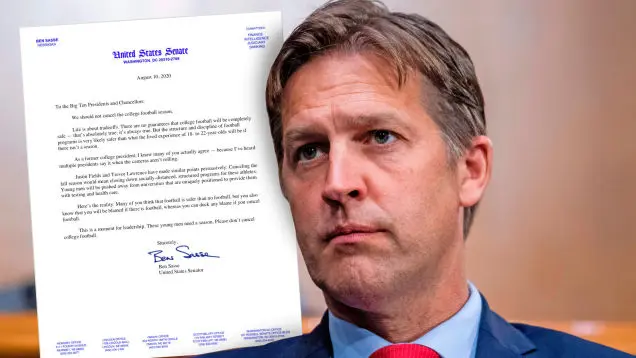 BEN SASSE
NEBRASKA
COMMITTEES
FINANCE
INTELLIGENCE
JUDICIARY
BANKING
United States Senate
WASHINGTON, DC 20510-2708
August 10, 2020
To the Big Ten Presidents and Chancellors:
We should not cancel the college football season.
Life is about tradeoffs. There are no guarantees that college football will be completely
safe — that's absolutely true; it's always true. But the structure and discipline of football
programs is very likely safer than what the lived experience of 18- to 22-year-olds will be if
there isn't a season.
As a former college president, I know many of you actually agree — because I've heard
multiple presidents say it when the cameras aren't rolling.
Justin Fields and Trevor Lawrence have made similar points persuasively. Canceling the
fall season would mean closing down socially-distanced, structured programs for these athletes.
Young men will be pushed away from universities that are uniquely positioned to provide them
with testing and health care.
Here's the reality: Many of you think that football is safer than no football, but you also
know that you will be blamed if there is football, whereas you can duck any blame if you cancel
football.
This is a moment for leadership. These young men need a season. Please don't cancel
college football.
Sincerely,
Ben Sasse
Ben Sasse
United States Senator